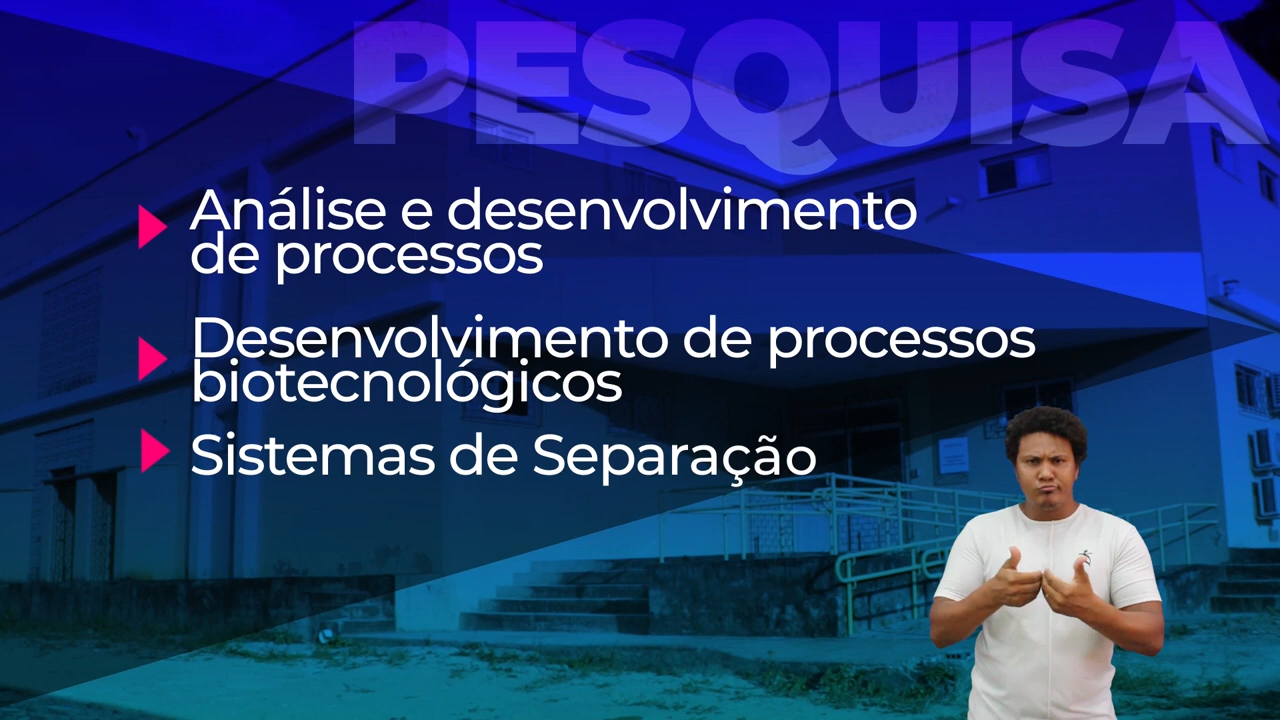 PESQUISA
Análise e desenvolvimento
de processos
Desenvolvimento de processos
biotecnológicos
Sistemas de Separação